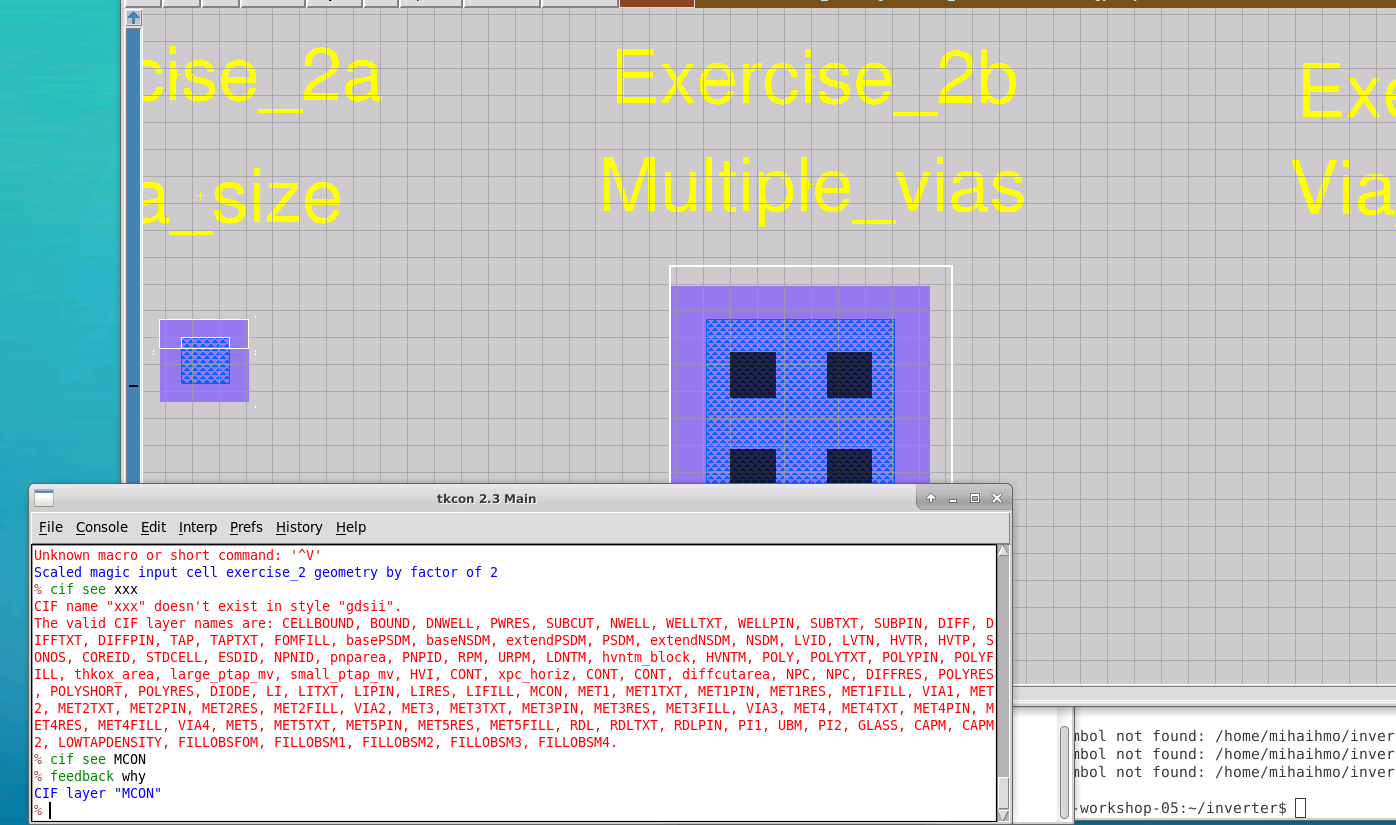 cise_2a
Exercise_2b
Exe
a_size
Multiple_vias
Via
tkcon 2.3 Main
File Console Edit Interp Prefs History Help
Unknown macro or short command: '^V'
Scaled magic input cell exercise_2 geometry by factor of 2
% cif see xxx
CIF name "xxx" doesn't exist in style "gdsii".
The valid CIF layer names are: CELLBOUND, BOUND, DNWELL, PWRES, SUBCUT, NWELL, WELLTXT, WELLPIN, SUBTXT, SUBPIN, DIFF, D
IFFTXT, DIFFPIN, TAP, TAPTXT, FOMFILL, basePSDM, baseNSDM, extendPSDM, PSDM, extendNSDM, NSDM, LVID, LVTN, HVTR, HVTP, S
ONOS, COREID, STDCELL, ESDID, NPNID, pnparea, PNPID, RPM, URPM, LDNTM, hvntm_block, HVNTM, POLY, POLYTXT, POLYPIN, POLYF
ILL, thkox_area, large_ptap_mv, small_ptap_mv, HVI, CONT, xpc_horiz, CONT, CONT, diffcutarea, NPC, NPC, DIFFRES, POLYRES
, POLYSHORT, POLYRES, DIODE, LI, LITXT, LIPIN, LIRES, LIFILL, MCON, MET1, MET1TXT, MET1PIN, MET1RES, MET1FILL, VIA1, MET
2, MET2TXT, MET2PIN, MET2RES, MET2FILL, VIA2, MET3, MET3TXT, MET3PIN, MET3RES, MET3FILL, VIA3, MET4, MET4TXT, MET4PIN, M
ET4RES, MET4FILL, VIA4, MET5, MET5TXT, MET5PIN, MET5RES, MET5FILL, RDL, RDLTXT, RDLPIN, PI1, UBM, PI2, GLASS, CAPM, CAPM
2, LOWTAPDENSITY, FILLOBSFOM, FILLOBSM1, FILLOBSM2, FILLOBSM3, FILLOBSM4.
% cif see MCON
% feedback why
CIF layer "MCON"
%
mbol not found: /home/mihaihmo/inver
mbol not found: /home/mihaihmo/inver
mbol not found: /home/mihaihmo/inver
-workshop-05:~/inverter$